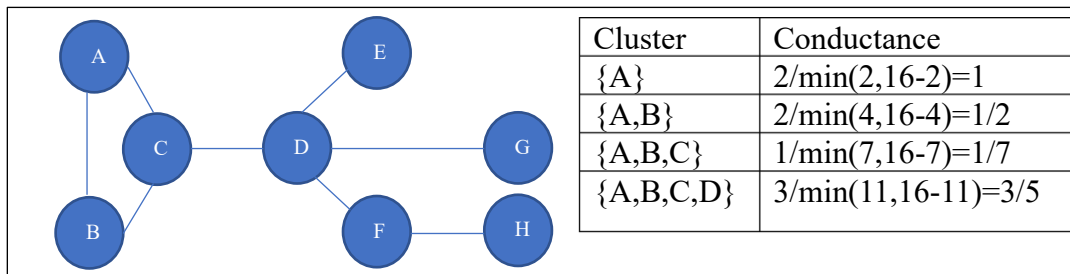 A
E
C
D
G
B
F
H
Cluster Conductance
{A} 2/min(2,16-2)=1
{A,B} 2/min(4,16-4)=1/2
{A,B,C} 1/min(7,16-7)=1/7
{A,B,C,D} 3/min(11,16-11)=3/5